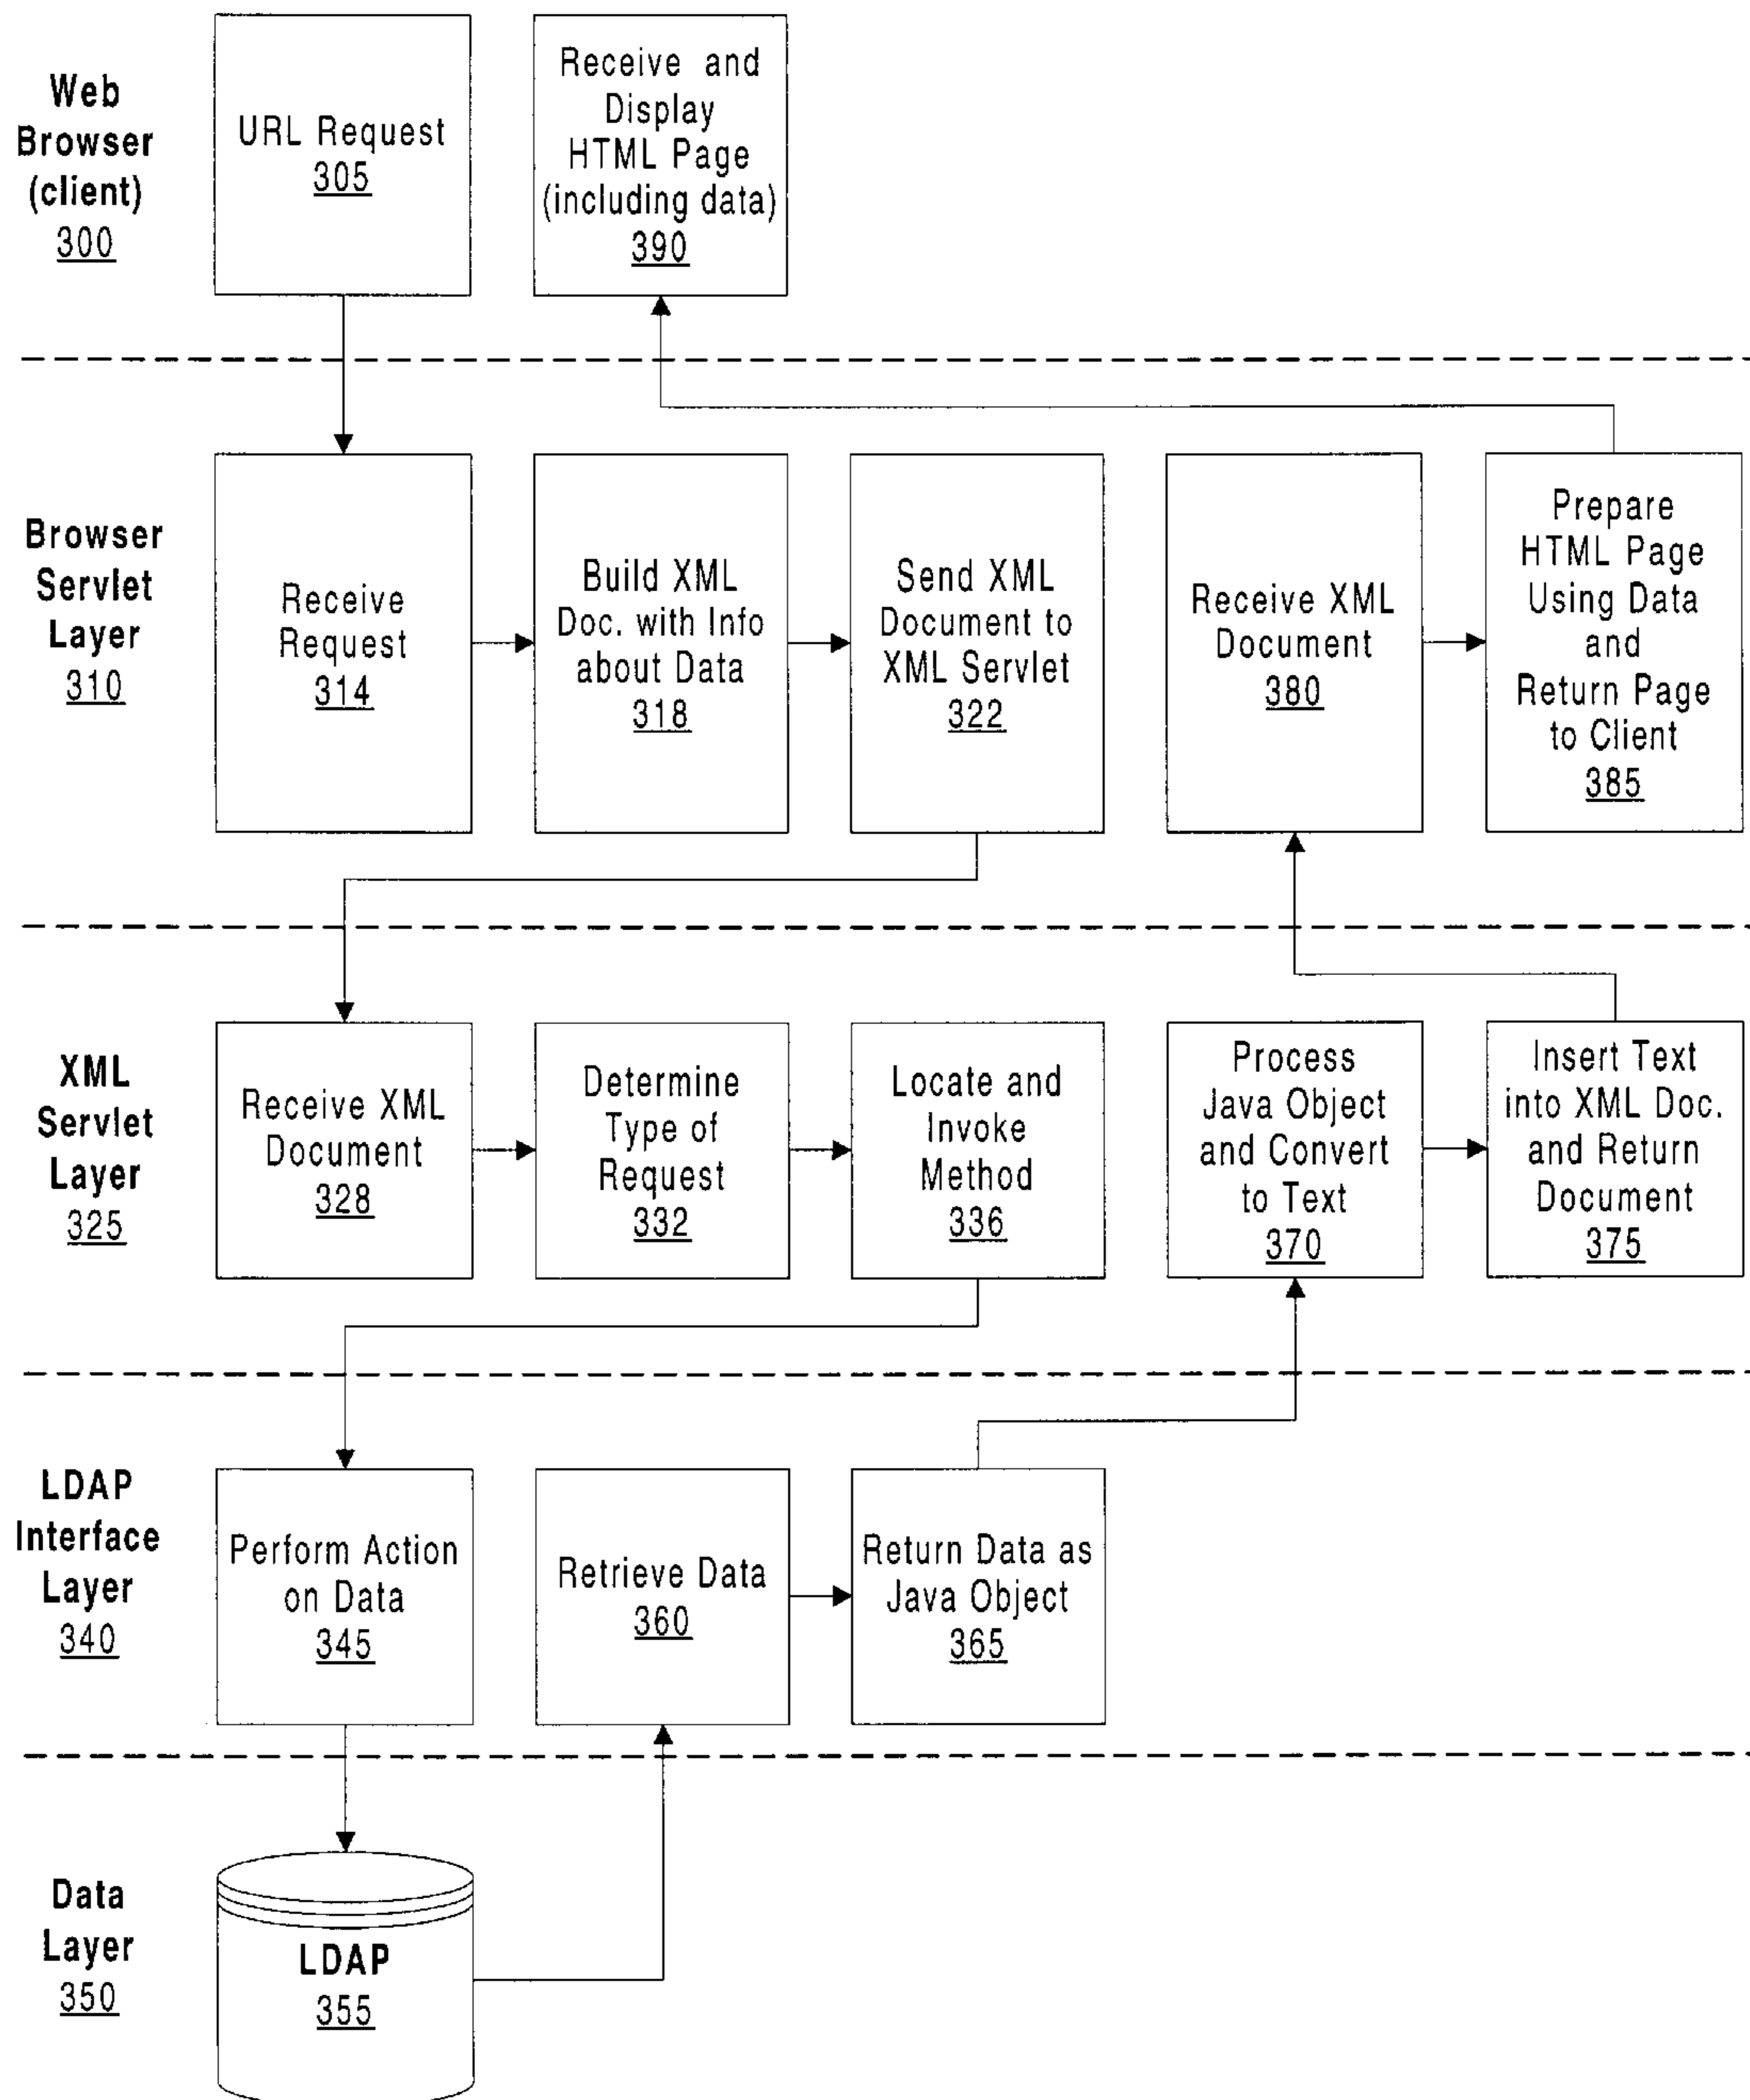 Web
Browser
(client)
300
URL Request
305
Receive and
Display
HTML Page
(including data)
390
Browser
Servlet
Layer
310
Receive
Request
314
Build XML
Doc. with Info
about Data
318
Send XML
Document to
XML Servlet
322
Receive XML
Document
380
Prepare
HTML Page
Using Data
and
Return Page
to Client
385
XML
Servlet
Layer
325
Receive XML
Document
328
Determine
Type of
Request
332
Locate and
Invoke
Method
336
Process
Java Object
and Convert
to Text
370
Insert Text
into XML Doc.
and Return
Document
375
LDAP
Interface
Layer
340
Perform Action
on Data
345
Retrieve Data
360
Return Data as
Java Object
365
Data
Layer
350
LDAP
355